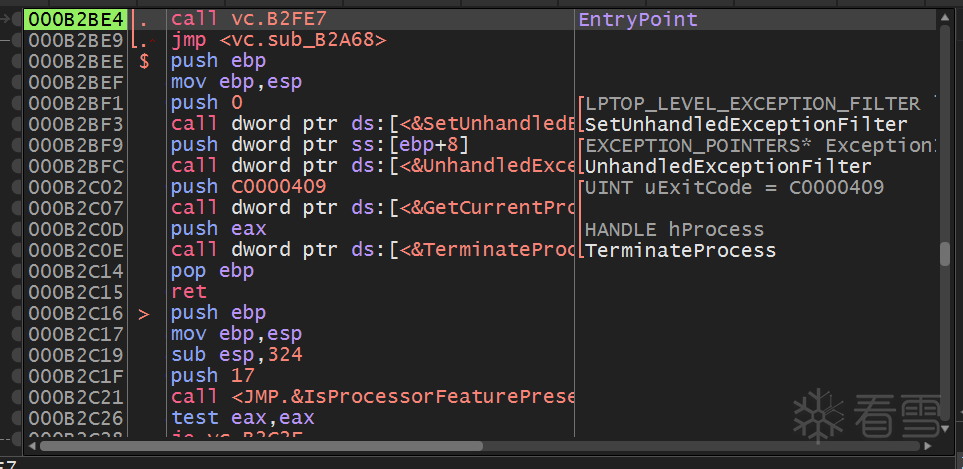 000B2BE4 . call vc.B2FE7 EntryPoint
000B2BE9 . jmp <vc.sub_B2A68>
000B2BEE $ push ebp
000B2BEF mov ebp,esp
000B2BF1 push 0 LPTOP_LEVEL_EXCEPTION_FILTER
000B2BF3 call dword ptr ds:[<&SetUnhandledE SetUnhandledExceptionFilter
000B2BF9 push dword ptr ss:[ebp+8] EXCEPTION_POINTERS* Exception
000B2BFC call dword ptr ds:[<&UnhandledExce UnhandledExceptionFilter
000B2C02 push C0000409 UINT uExitCode = C0000409
000B2C07 call dword ptr ds:[<&GetCurrentPro
000B2C0D push eax HANDLE hProcess
000B2C0E call dword ptr ds:[<&TerminateProc TerminateProcess
000B2C14 pop ebp
000B2C15 ret
000B2C16 > push ebp
000B2C17 mov ebp,esp
000B2C19 sub esp,324
000B2C1F push 17
000B2C21 call <JMP.&IsProcessorFeaturePrese
000B2C26 test eax,eax
000B2C28 je vc.B2C2F
看雪